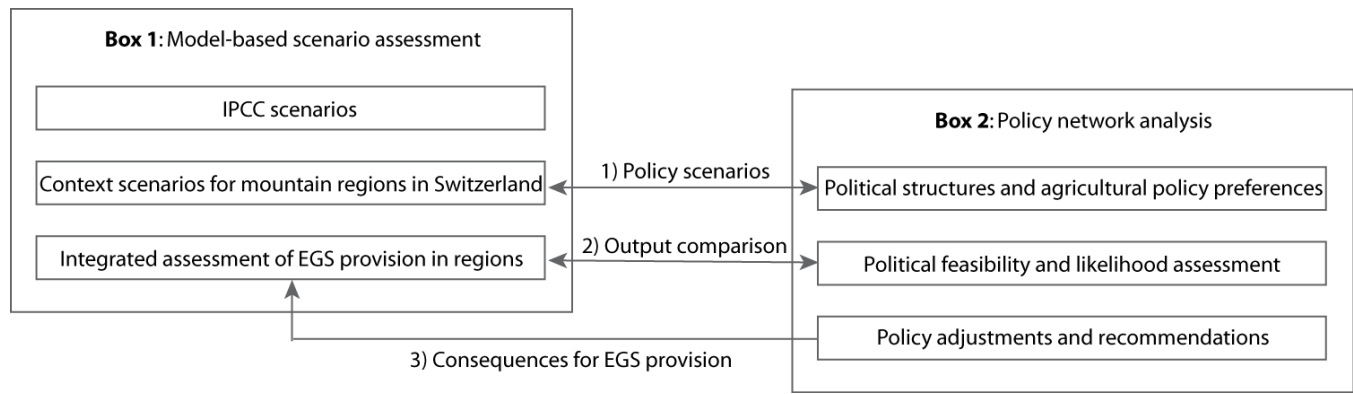 Box 1: Model-based scenario assessment
IPCC scenarios
Context scenarios for mountain regions in Switzerland
Integrated assessment of EGS provision in regions
1) Policy scenarios
2) Output comparison
3) Consequences for EGS provision
Box 2: Policy network analysis
Political structures and agricultural policy preferences
Political feasibility and likelihood assessment
Policy adjustments and recommendations